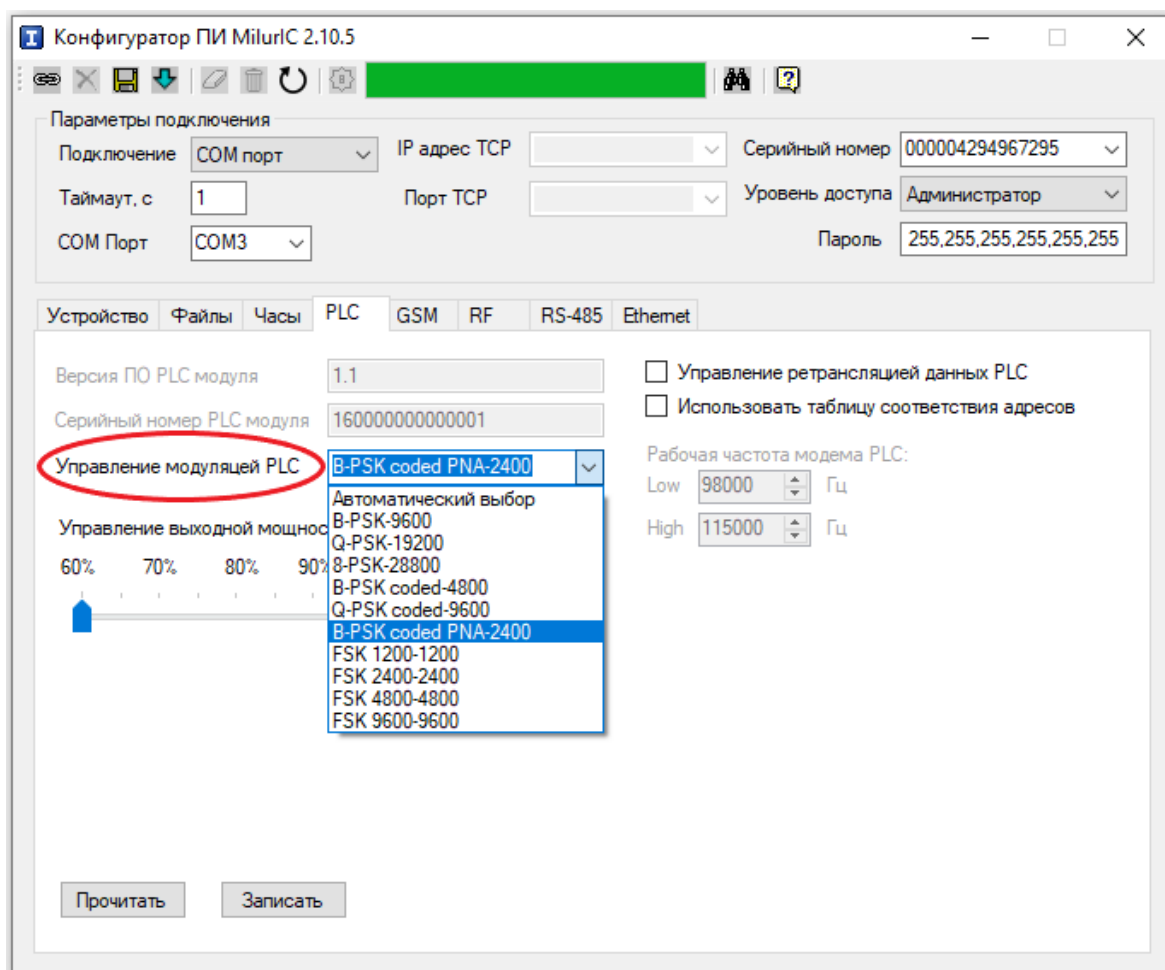 Конфигуратор ПИ MilurIC 2.10.5
Параметры подключения
Подключение COM порт IP адрес TCP Серийный номер 000004294967295
Таймаут, с 1 Порт TCP Уровень доступа Администратор
COM Порт COM3 Пароль 255,255,255,255,255,255
Устройство Файлы Часы PLC GSM RF RS-485 Ethernet
Версия ПО PLC модуля 1.1 Управление ретрансляцией данных PLC
Серийный номер PLC модуля 160000000000001 Использовать таблицу соответствия адресов
Управление модуляцей PLC B-PSK coded PNA-2400 Рабочая частота модема PLC:
Low 98000 Гц
High 115000 Гц
Автоматический выбор
B-PSK-9600
Q-PSK-19200
8-PSK-28800
B-PSK coded-4800
Q-PSK coded-9600
B-PSK coded PNA-2400
FSK 1200-1200
FSK 2400-2400
FSK 4800-4800
FSK 9600-9600
Управление выходной мощнос
60% 70% 80% 90%
Прочитать Записать